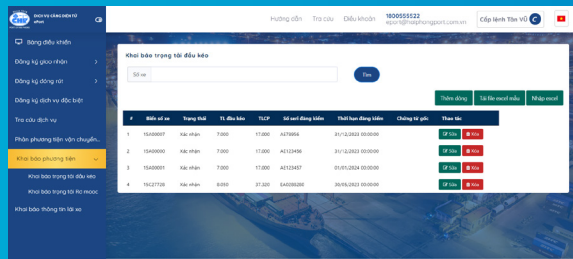 DỊCH VỤ CẢNG ĐIỆN TỬ
ePort
Hướng dẫn Tra cứu Điều khoản
1800555522
eport@haiphongport.com.vn
Cốp lệnh Tân Vũ C
Bảng điều khiển
Đăng ký giao nhận
Đăng ký đóng rút
Đăng ký dịch vụ đặc biệt
Tra cứu dịch vụ
Phân phương tiện vận chuyển...
Khai báo phương tiện
Khai báo trọng tải đầu kéo
Khai báo trọng tải Rơ mooc
Khai báo thông tin lái xe
Khai báo trọng tải đầu kéo
Số xe
Tìm
Thêm dòng Tải file excel mẫu Nhập excel
# Biển số xe Trạng thái TL đầu kéo TLCP Số seri đăng kiểm Thời hạn đăng kiểm Chứng từ gốc Thao tác
1 15A00007 Xác nhận 7.000 17.000 31/12/2023 00:00:00 Sửa Xóa
2 15A00000 Xác nhận 7.000 17.000 AE123456 31/12/2023 00:00:00 Sửa Xóa
3 15A00001 Xác nhận 7.000 17.000 AE123457 01/01/2024 00:00:00 Sửa Xóa
4 15C27728 Xác nhận 37.320 30/06/2023 00:00:00 Sửa Xóa